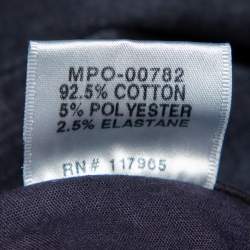 MPO-00782
92.5% COTTON
5% POLYESTER
2.5% ELASTANE
RN# 117965